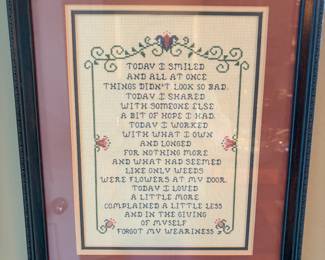 TODAY I SMILED
AND ALL AT ONCE
THINGS DIDN'T LOOK SO BAD.
TODAY I SHARED
WITH SOMEONE ELSE
A BIT OF HOPE I HAD.
TODAY I WORKED
WITH WHAT I OWN
AND LONGED
FOR NOTHING MORE
AND WHAT HAD SEEMED
LIKE ONLY WEEDS
WERE FLOWERS AT MY DOOR.
TODAY I LOVED
A LITTLE MORE
COMPLAINED A LITTLE LESS
AND IN THE GIVING
OF MYSELF
FORGOT MY WEARINESS